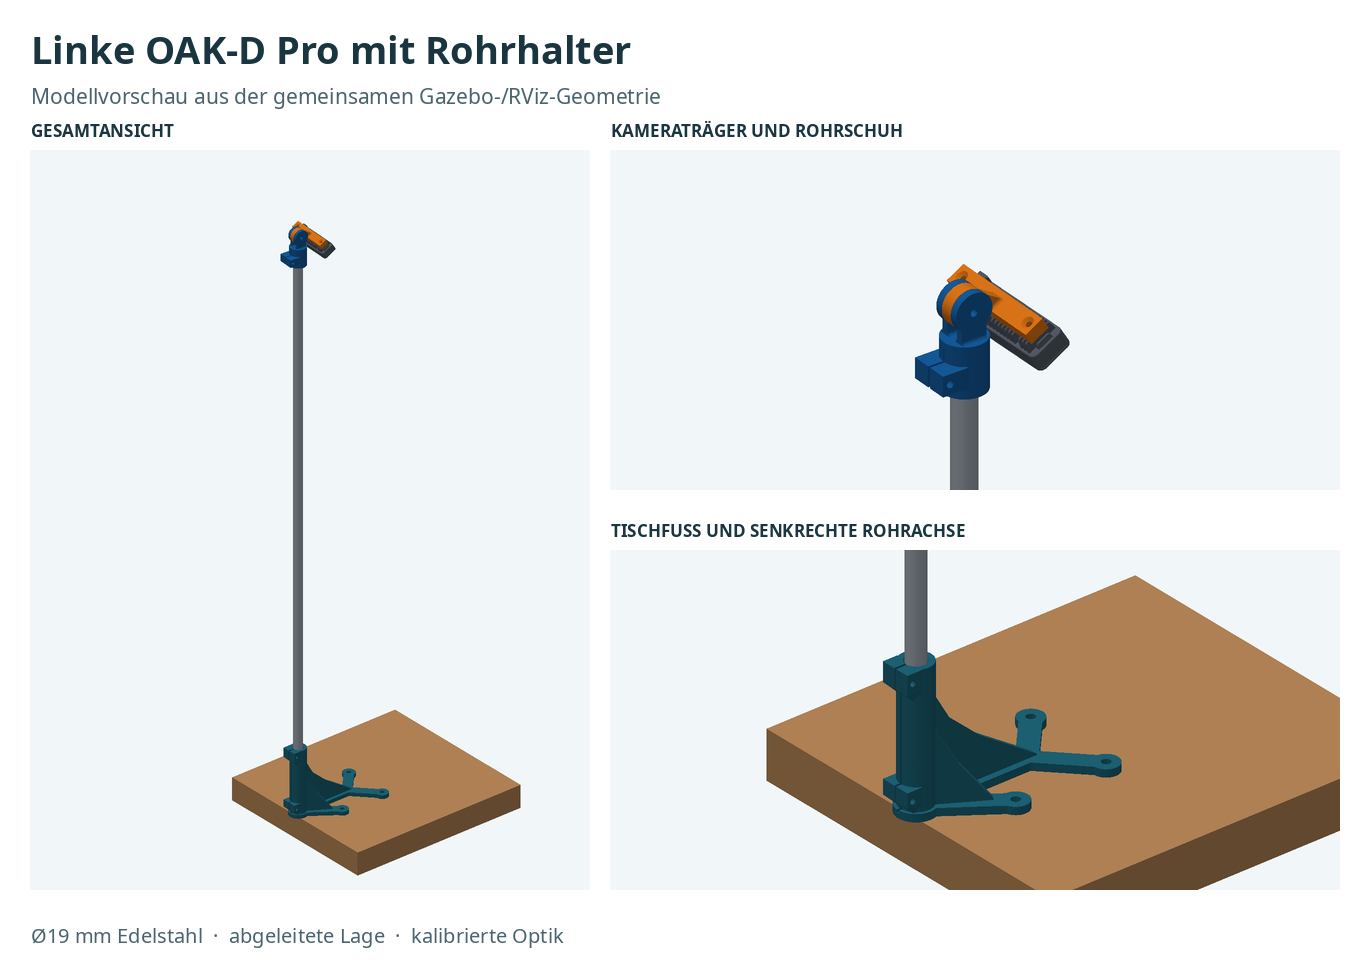 Linke OAK-D Pro mit Rohrhalter
Modellvorschau aus der gemeinsamen Gazebo-/RViz-Geometrie
GESAMTANSICHT
KAMERATRÄGER UND ROHRSCHUH
TISCHFUSS UND SENKRECHTE ROHRACHSE
Ø19 mm Edelstahl · abgeleitete Lage · kalibrierte Optik